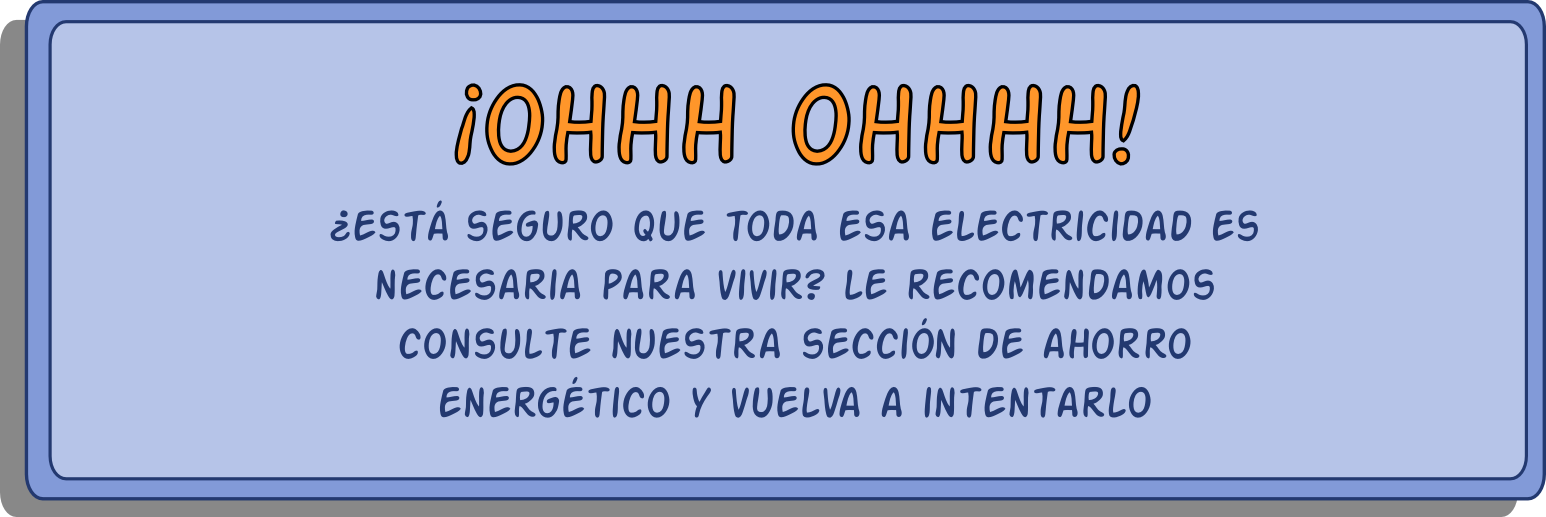 ¡OHHH OHHHH!
¿ESTÁ SEGURO QUE TODA ESA ELECTRICIDAD ES
NECESARIA PARA VIVIR? LE RECOMENDAMOS
CONSULTE NUESTRA SECCIÓN DE AHORRO
ENERGÉTICO Y VUELVA A INTENTARLO